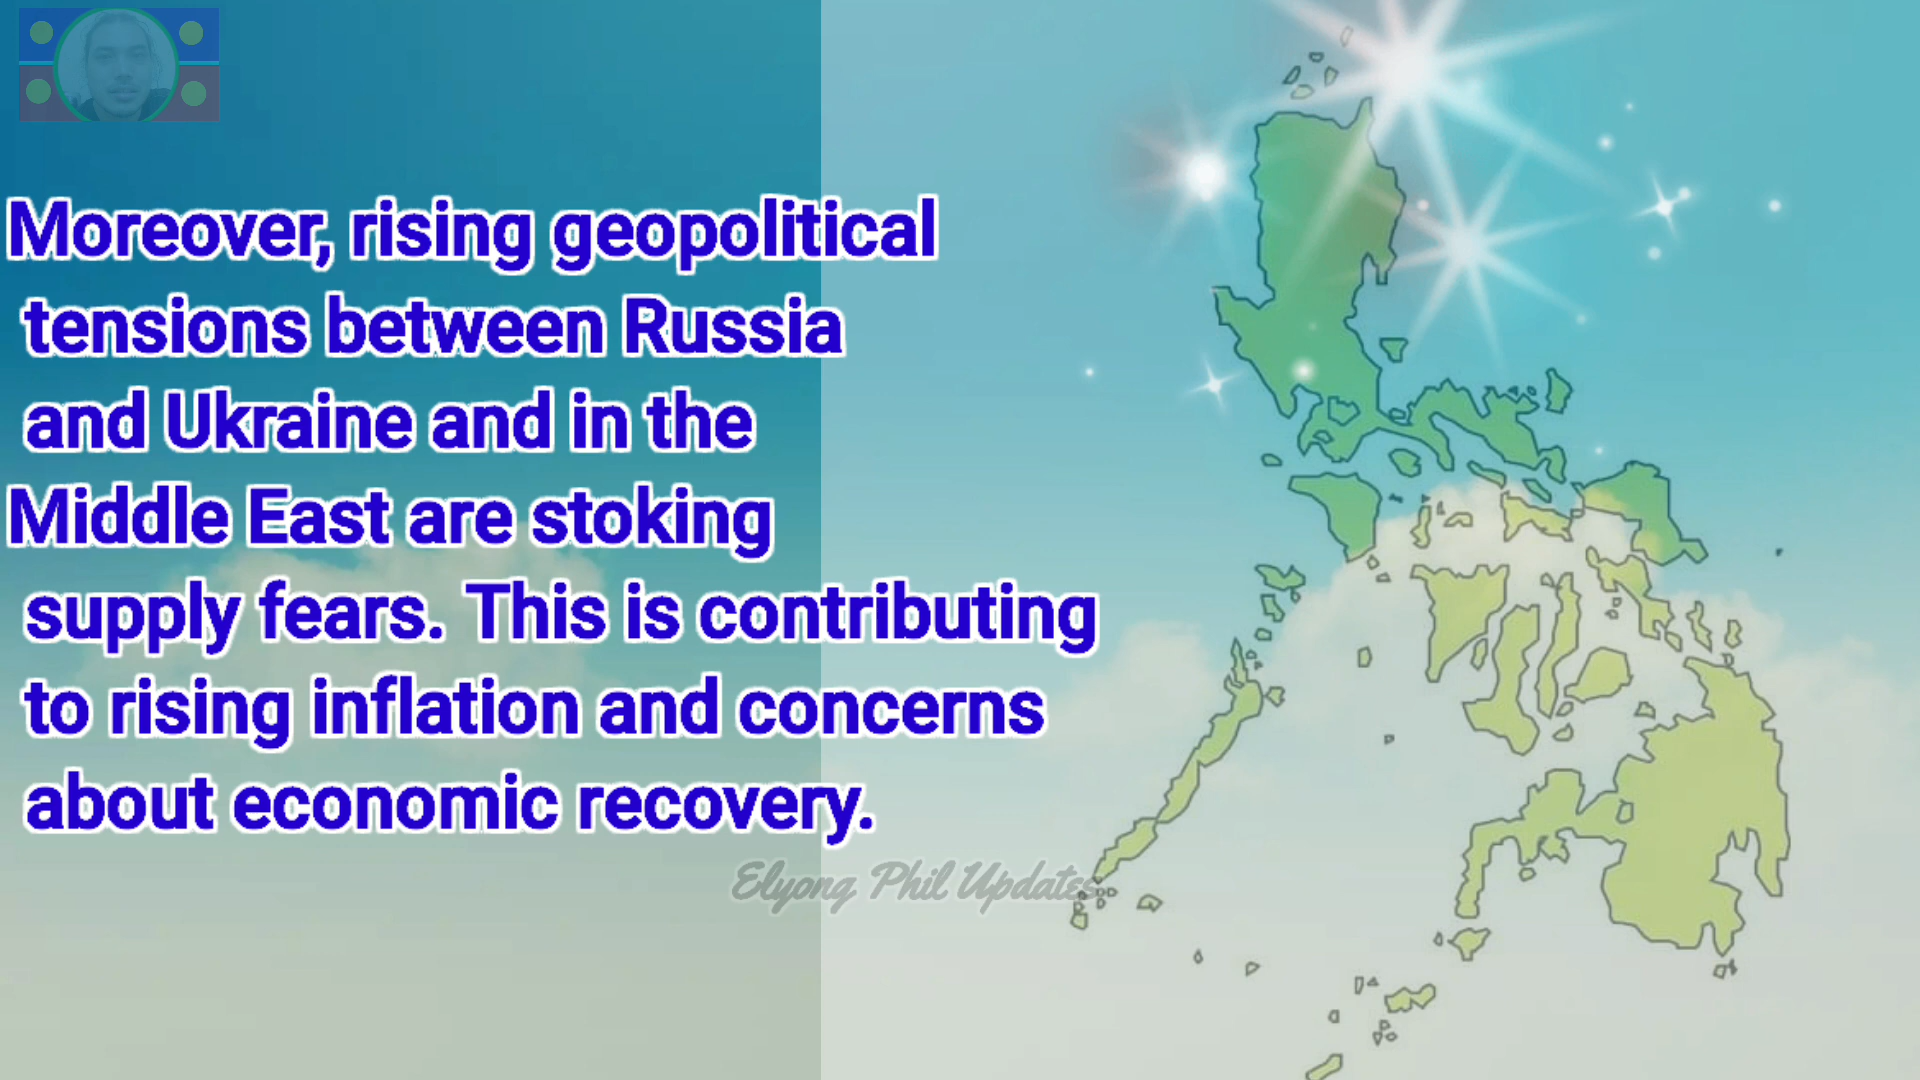 Moreover, rising geopolitical
tensions between Russia
and Ukraine and in the
Middle East are stoking
supply fears. This is contributing
to rising inflation and concerns
about economic recovery.
Elyong Phil Updates